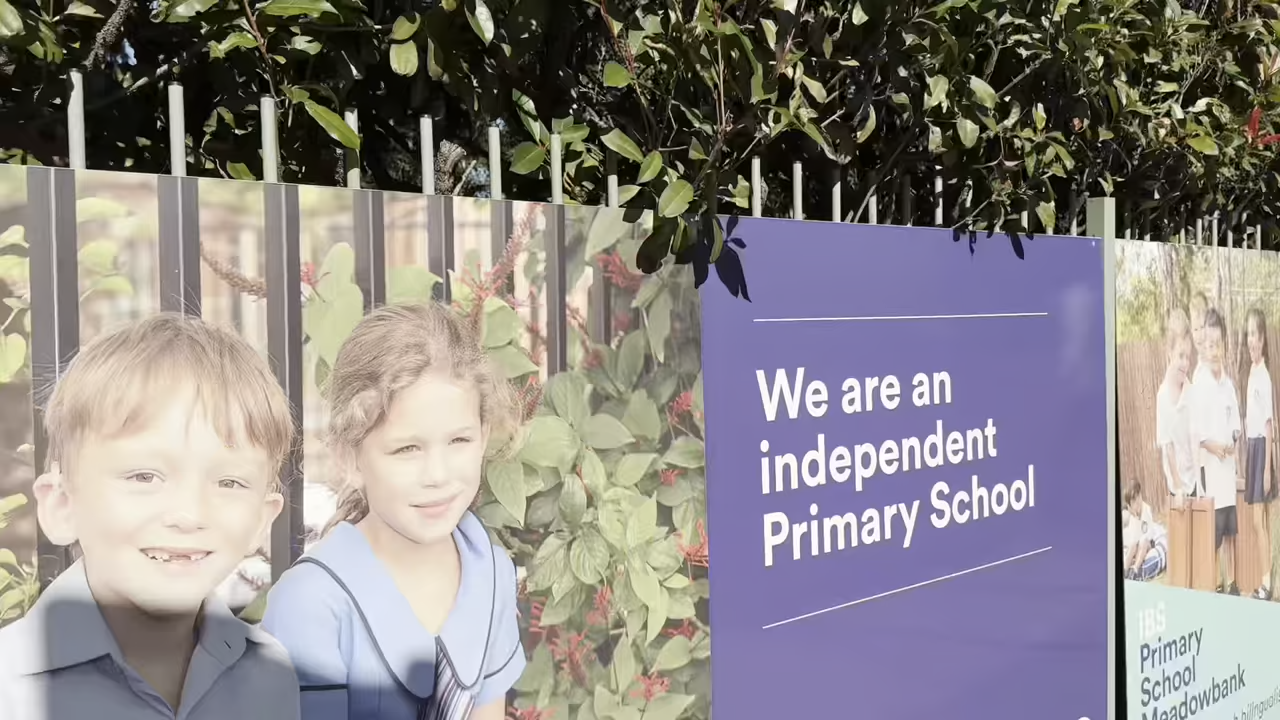 We are an
independent
Primary School
IBS
Primary
School
Meadowbank